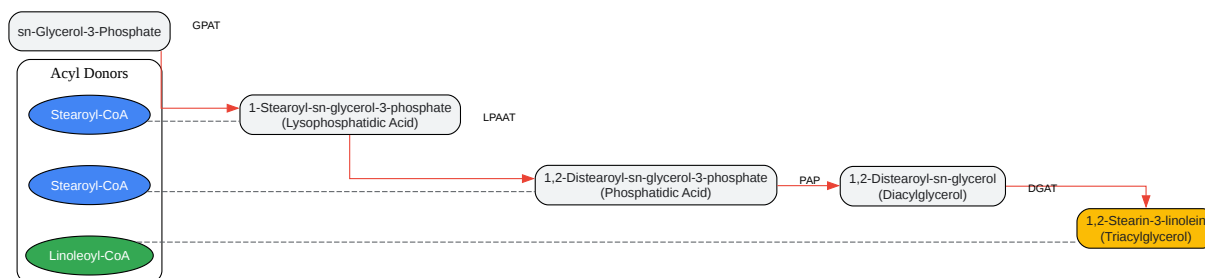 sn-Glycerol-3-Phosphate
GPAT
Acyl Donors
Stearoyl-CoA
1-Stearoyl-sn-glycerol-3-phosphate
(Lysophosphatidic Acid)
LPAAT
Stearoyl-CoA
1,2-Distearoyl-sn-glycerol-3-phosphate
(Phosphatidic Acid)
PAP
1,2-Distearoyl-sn-glycerol
(Diacylglycerol)
DGAT
1,2-Stearin-3-linolein
(Triacylglycerol)
Linoleoyl-CoA